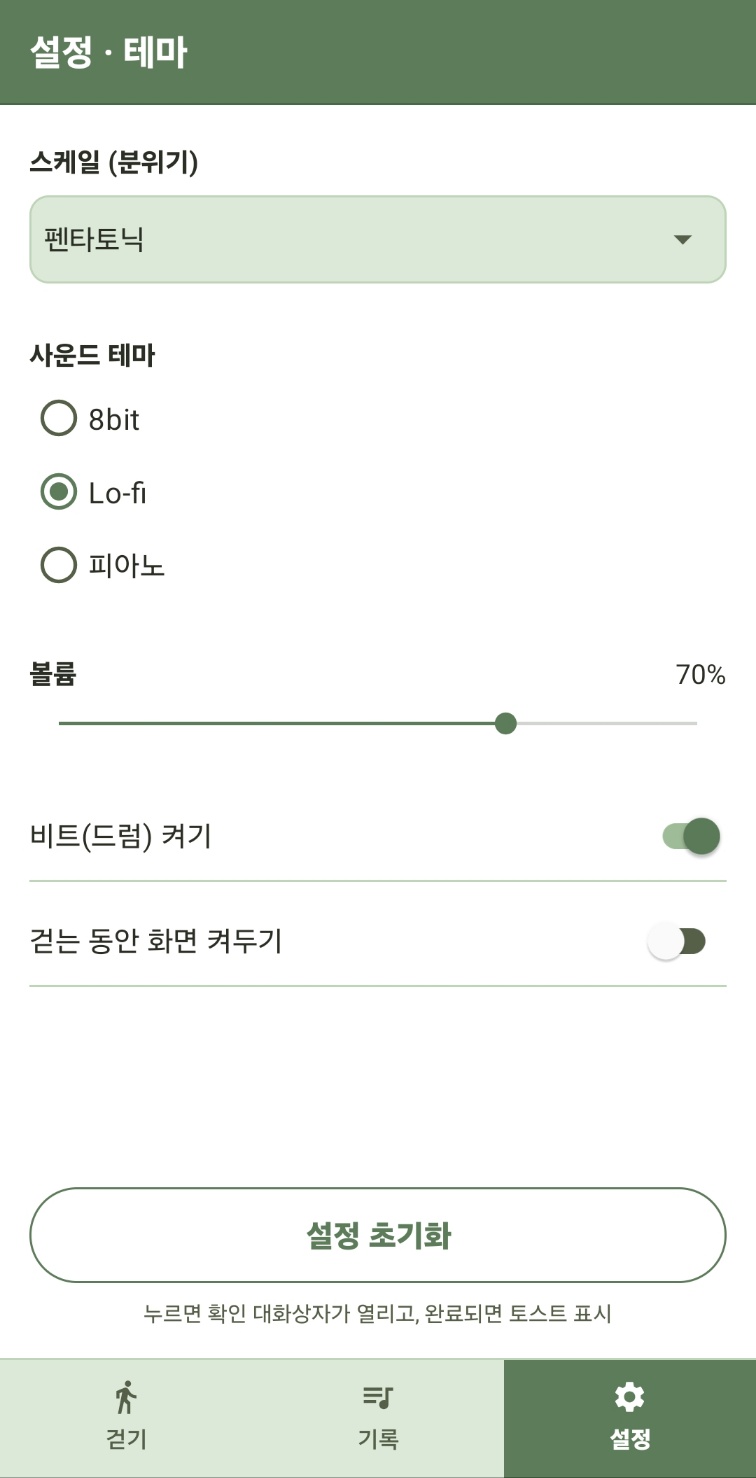 설정 · 테마
스케일 (분위기)
펜타토닉
사운드 테마
8bit
Lo-fi
피아노
볼륨 70%
비트(드럼) 켜기
걷는 동안 화면 켜두기
설정 초기화
누르면 확인 대화상자가 열리고, 완료되면 토스트 표시
걷기 기록 설정